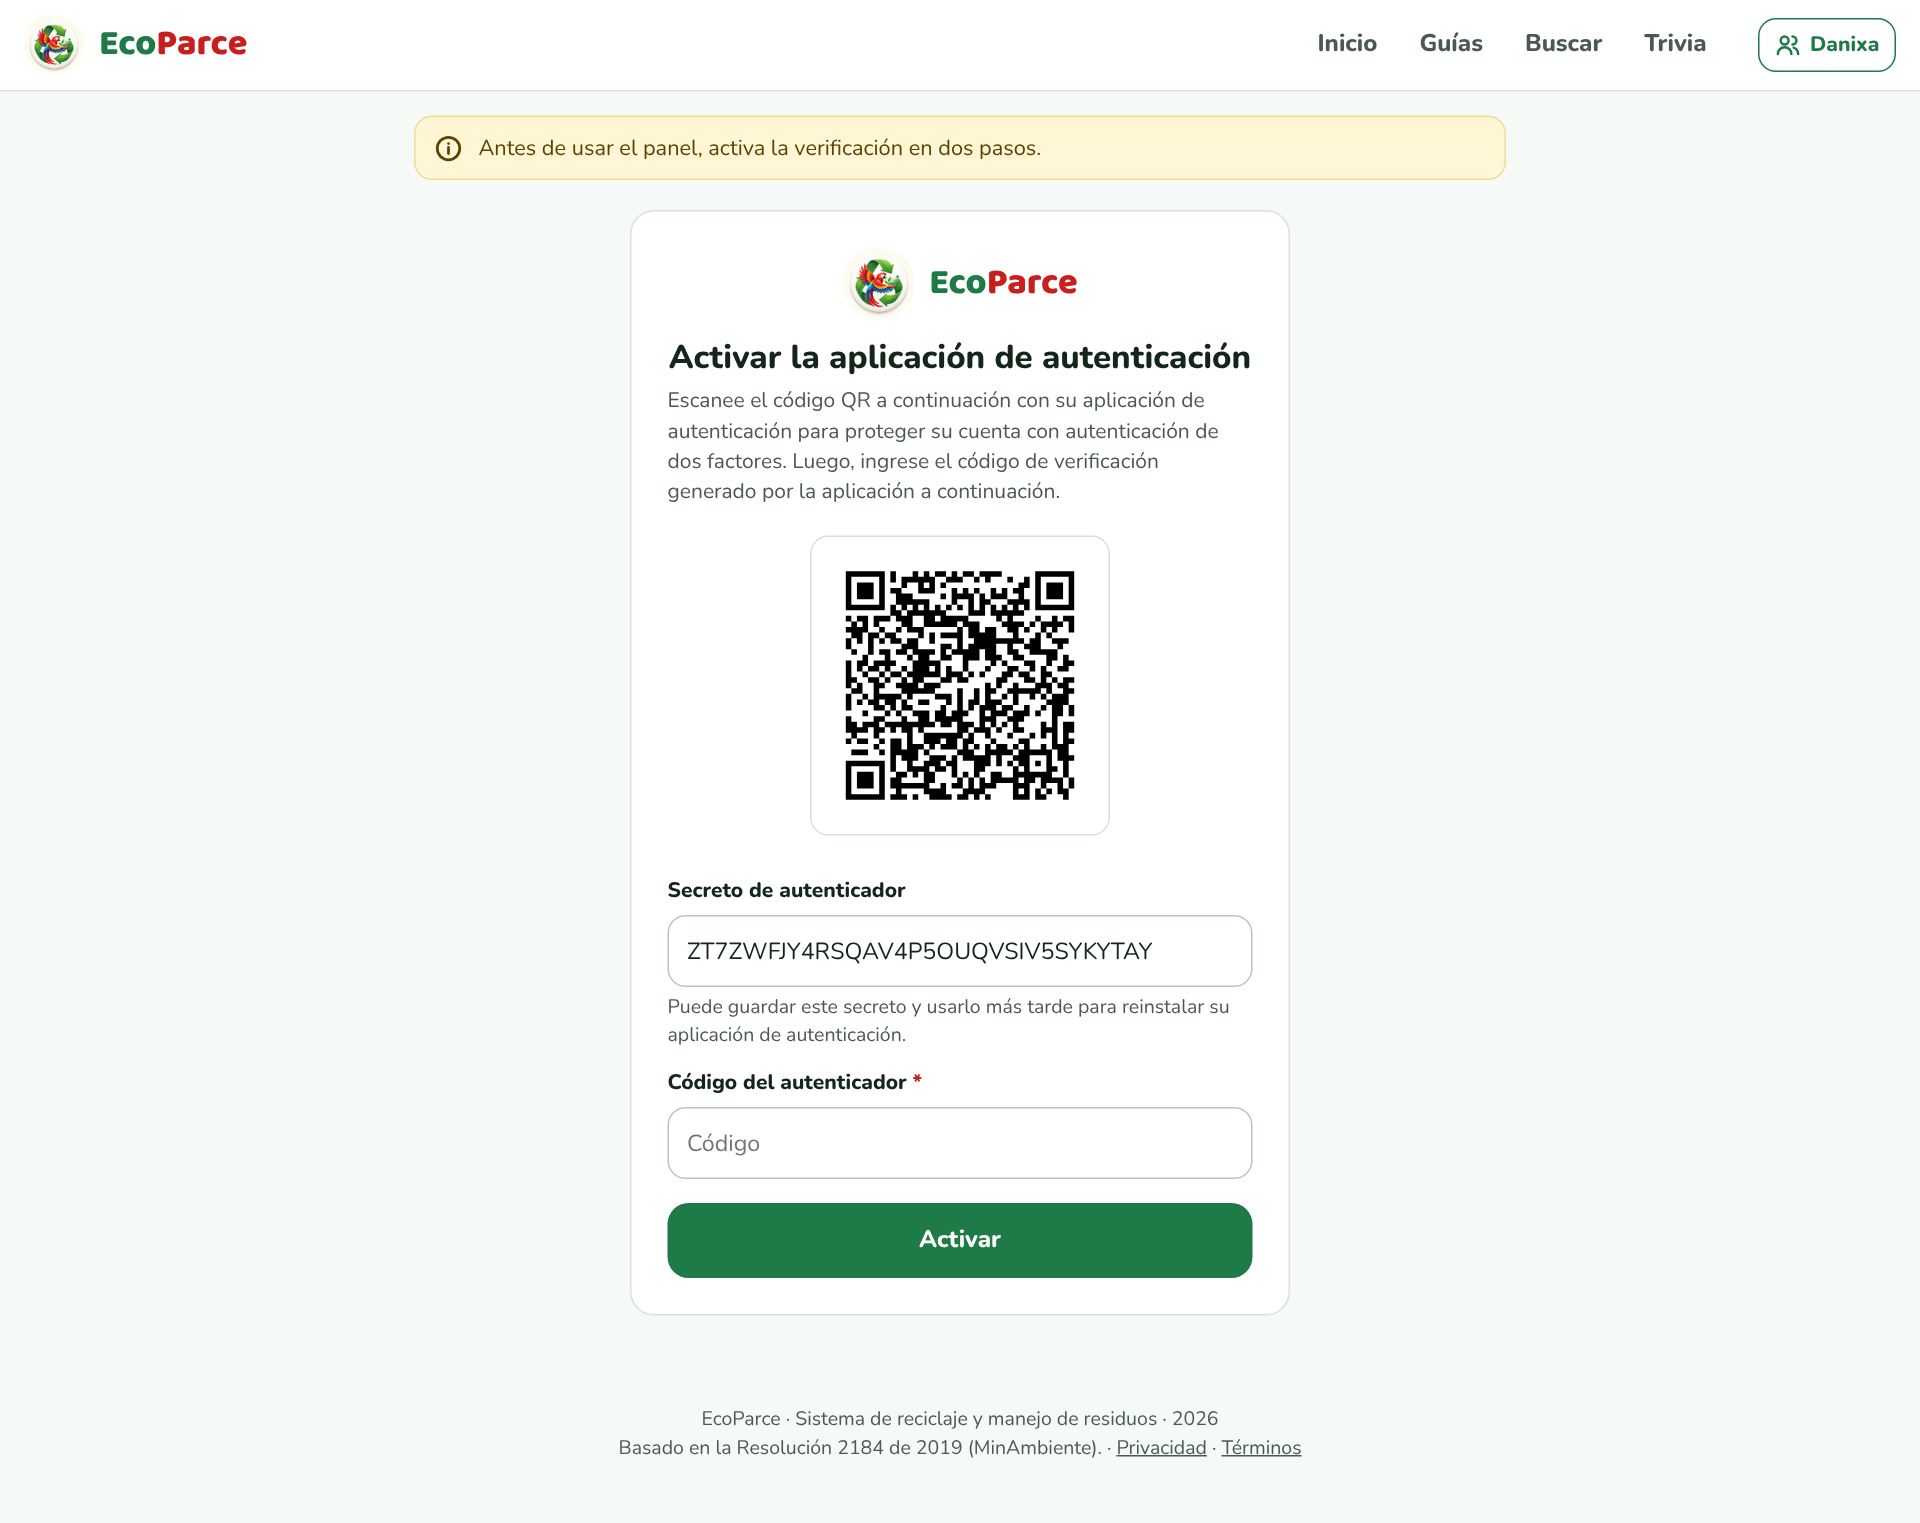 EcoParce
Inicio
Guías
Buscar
Trivia
Danixa
Antes de usar el panel, activa la verificación en dos pasos.
EcoParce
Activar la aplicación de autenticación
Escanee el código QR a continuación con su aplicación de
autenticación para proteger su cuenta con autenticación de
dos factores. Luego, ingrese el código de verificación
generado por la aplicación a continuación.
Secreto de autenticador
ZT7ZWFJY4RSQAV4P5OUQVSIV5SYKYTAY
Puede guardar este secreto y usarlo más tarde para reinstalar su
aplicación de autenticación.
Código del autenticador *
Código
Activar
EcoParce · Sistema de reciclaje y manejo de residuos · 2026
Basado en la Resolución 2184 de 2019 (MinAmbiente). · Privacidad · Términos